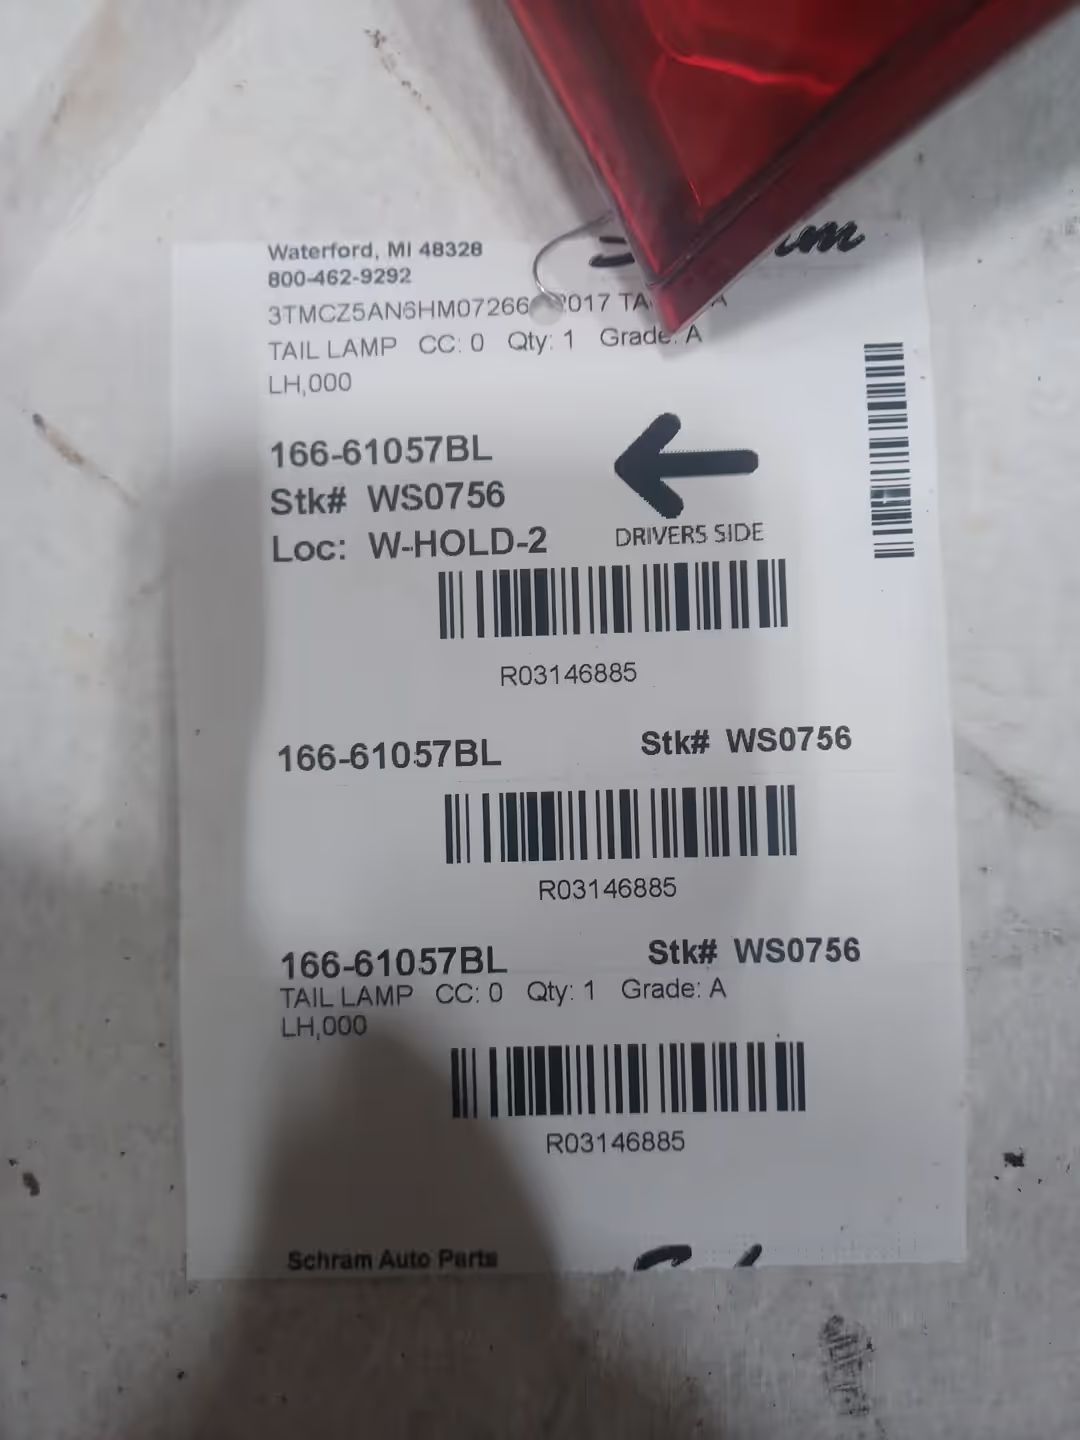 Waterford, MI 48328
800-462-9292
3TMCZ5AN6HM07266 2017
TAIL LAMP CC: 0 Qty: 1 Grade: A
LH,000
166-61057BL
Stk# WS0756
Loc: W-HOLD-2
DRIVERS SIDE
R03146885
166-61057BL Stk# WS0756
R03146885
166-61057BL Stk# WS0756
TAIL LAMP CC: 0 Qty: 1 Grade: A
LH,000
R03146885
Schram Auto Parts